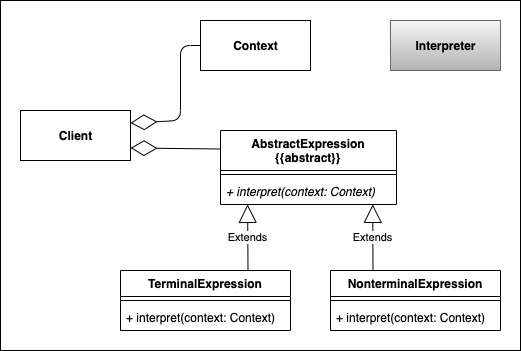 Context
Interpreter
Client
AbstractExpression
{{abstract}}
+ interpret(context: Context)
Extends
Extends
TerminalExpression
+ interpret(context: Context)
NonterminalExpression
+ interpret(context: Context)